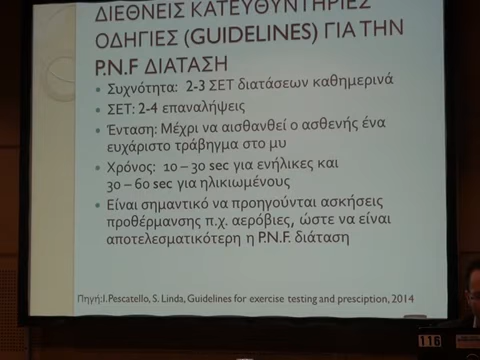 ΔΙΕΘΝΕΙΣ ΚΑΤΕΥΘΥΝΤΗΡΙΕΣ
ΟΔΗΓΙΕΣ (GUIDELINES) ΓΙΑ ΤΗΝ
P.N.F ΔΙΑΤΑΣΗ
• Συχνότητα: 2-3 ΣΕΤ διατάσεων καθημερινά
• ΣΕΤ: 2-4 επαναλήψεις
• Ένταση: Μέχρι να αισθανθεί ο ασθενής ένα
ευχάριστο τράβηγμα στο μυ
• Χρόνος: 10 – 30 sec για ενήλικες και
30 – 60 sec για ηλικιωμένους
• Είναι σημαντικό να προηγούνται ασκήσεις
προθέρμανσης π.χ. αερόβιες, ώστε να είναι
αποτελεσματικότερη η P.N.F. διάταση
Πηγή:I.Pescatello, S. Linda, Guidelines for exercise testing and presciption, 2014
116